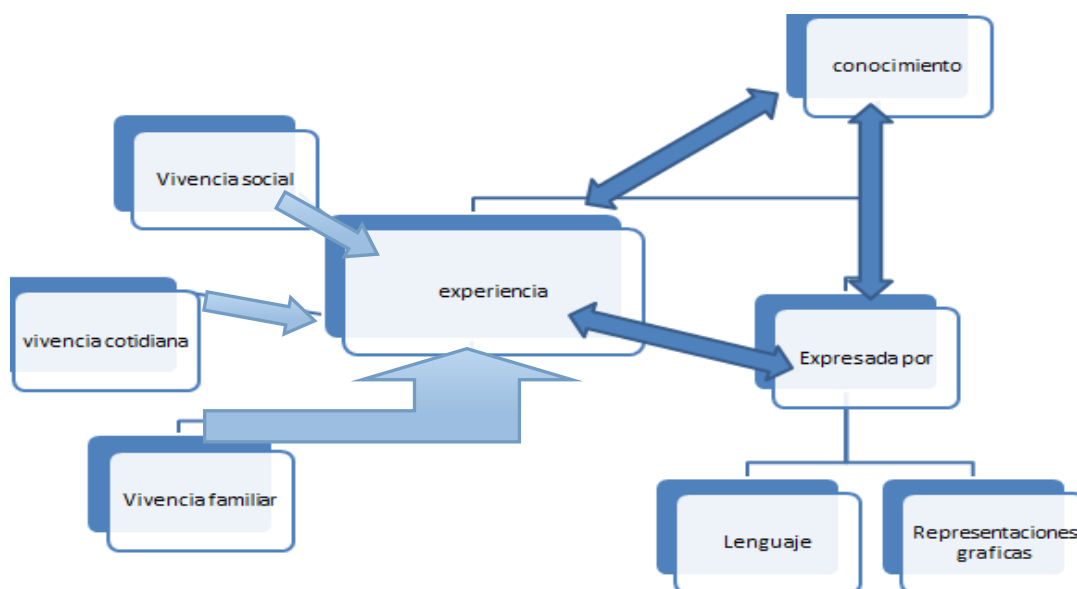 conocimiento
Vivencia social
experiencia
vivencia cotidiana
Expresada por
Vivencia familiar
Lenguaje
Representaciones
graficas